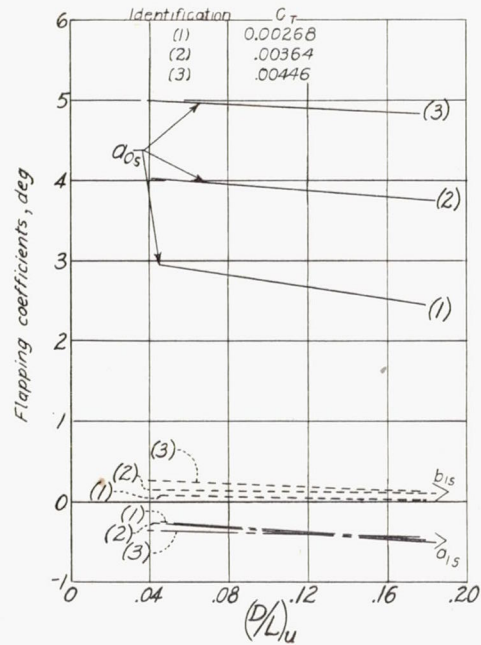 Identification C_T
(1) 0.00268
(2) .00364
(3) .00446
6
5
4
3
2
1
0
-1
Flapping coefficients, deg
a_0s
(3)
(2)
(1)
(3)
(2)
(1)
b_1s
(1)
(2)
(3)
a_1s
0 .04 .08 .12 .16 .20
(D/L)_u